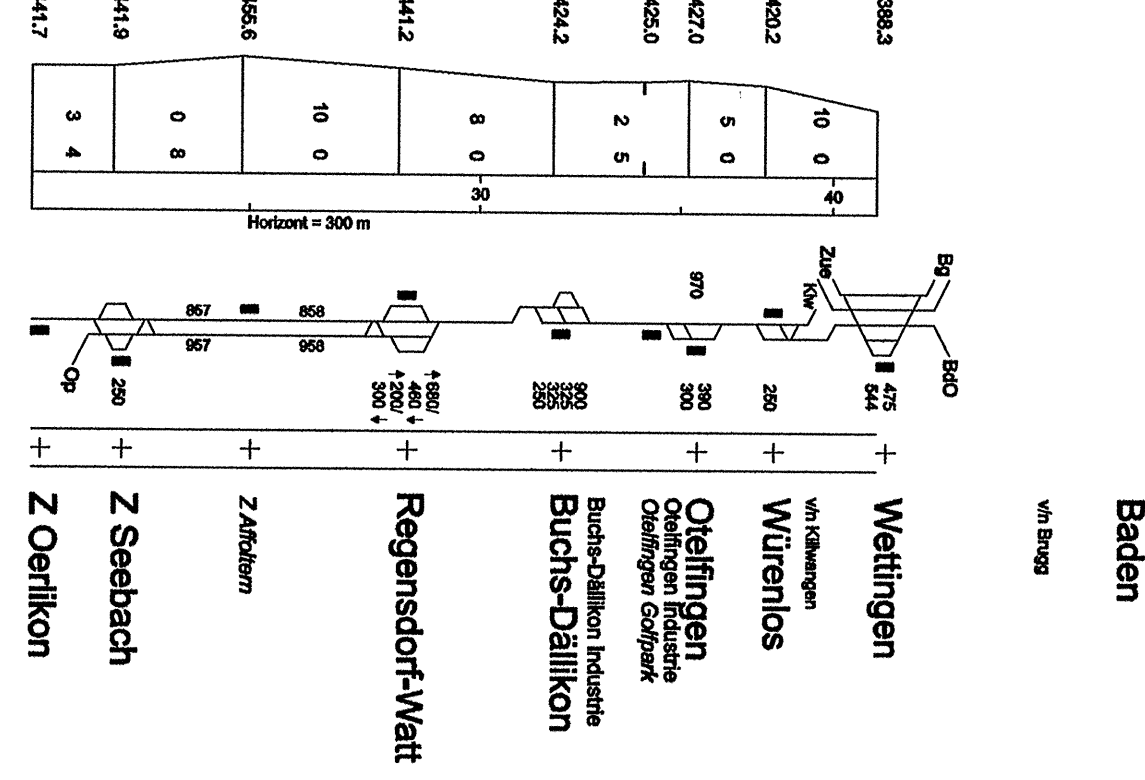 41.7
41.9
455.6
441.2
424.2
425.0
427.0
420.2
388.3
3
4
0
8
10
0
8
0
2
5
5
0
10
0
30
40
Horizont = 300 m
857
957
858
958
970
Klw
Zue
Bg
BdO
Op
250
300
200/
460
680/
250
325
325
900
300
390
250
544
475
Z Oerlikon
Z Seebach
Z Affoltern
Regensdorf-Watt
Buchs-Dällikon
Buchs-Dällikon Industrie
Otelfingen Golfpark
Otelfingen Industrie
Otelfingen
Würenlos
v/n Killwangen
Wettingen
v/n Brugg
Baden